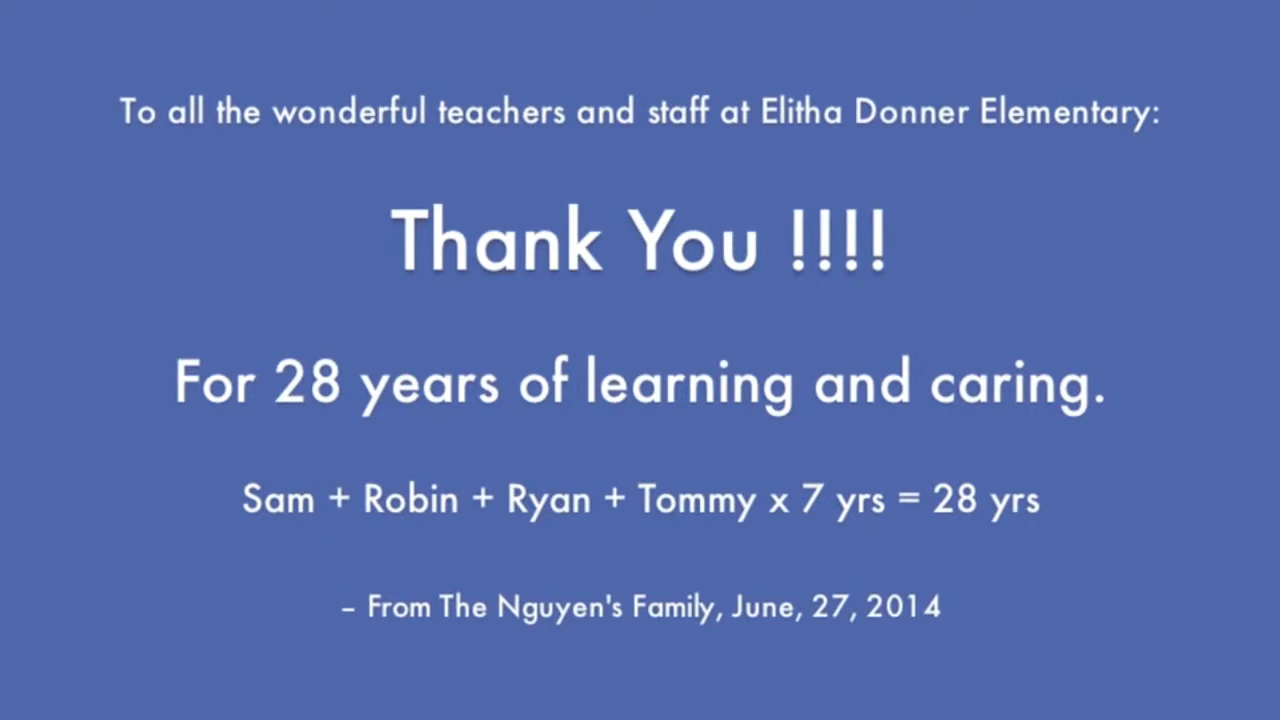 To all the wonderful teachers and staff at Elitha Donner Elementary:
Thank You !!!!
For 28 years of learning and caring.
Sam + Robin + Ryan + Tommy x 7 yrs = 28 yrs
– From The Nguyen's Family, June, 27, 2014